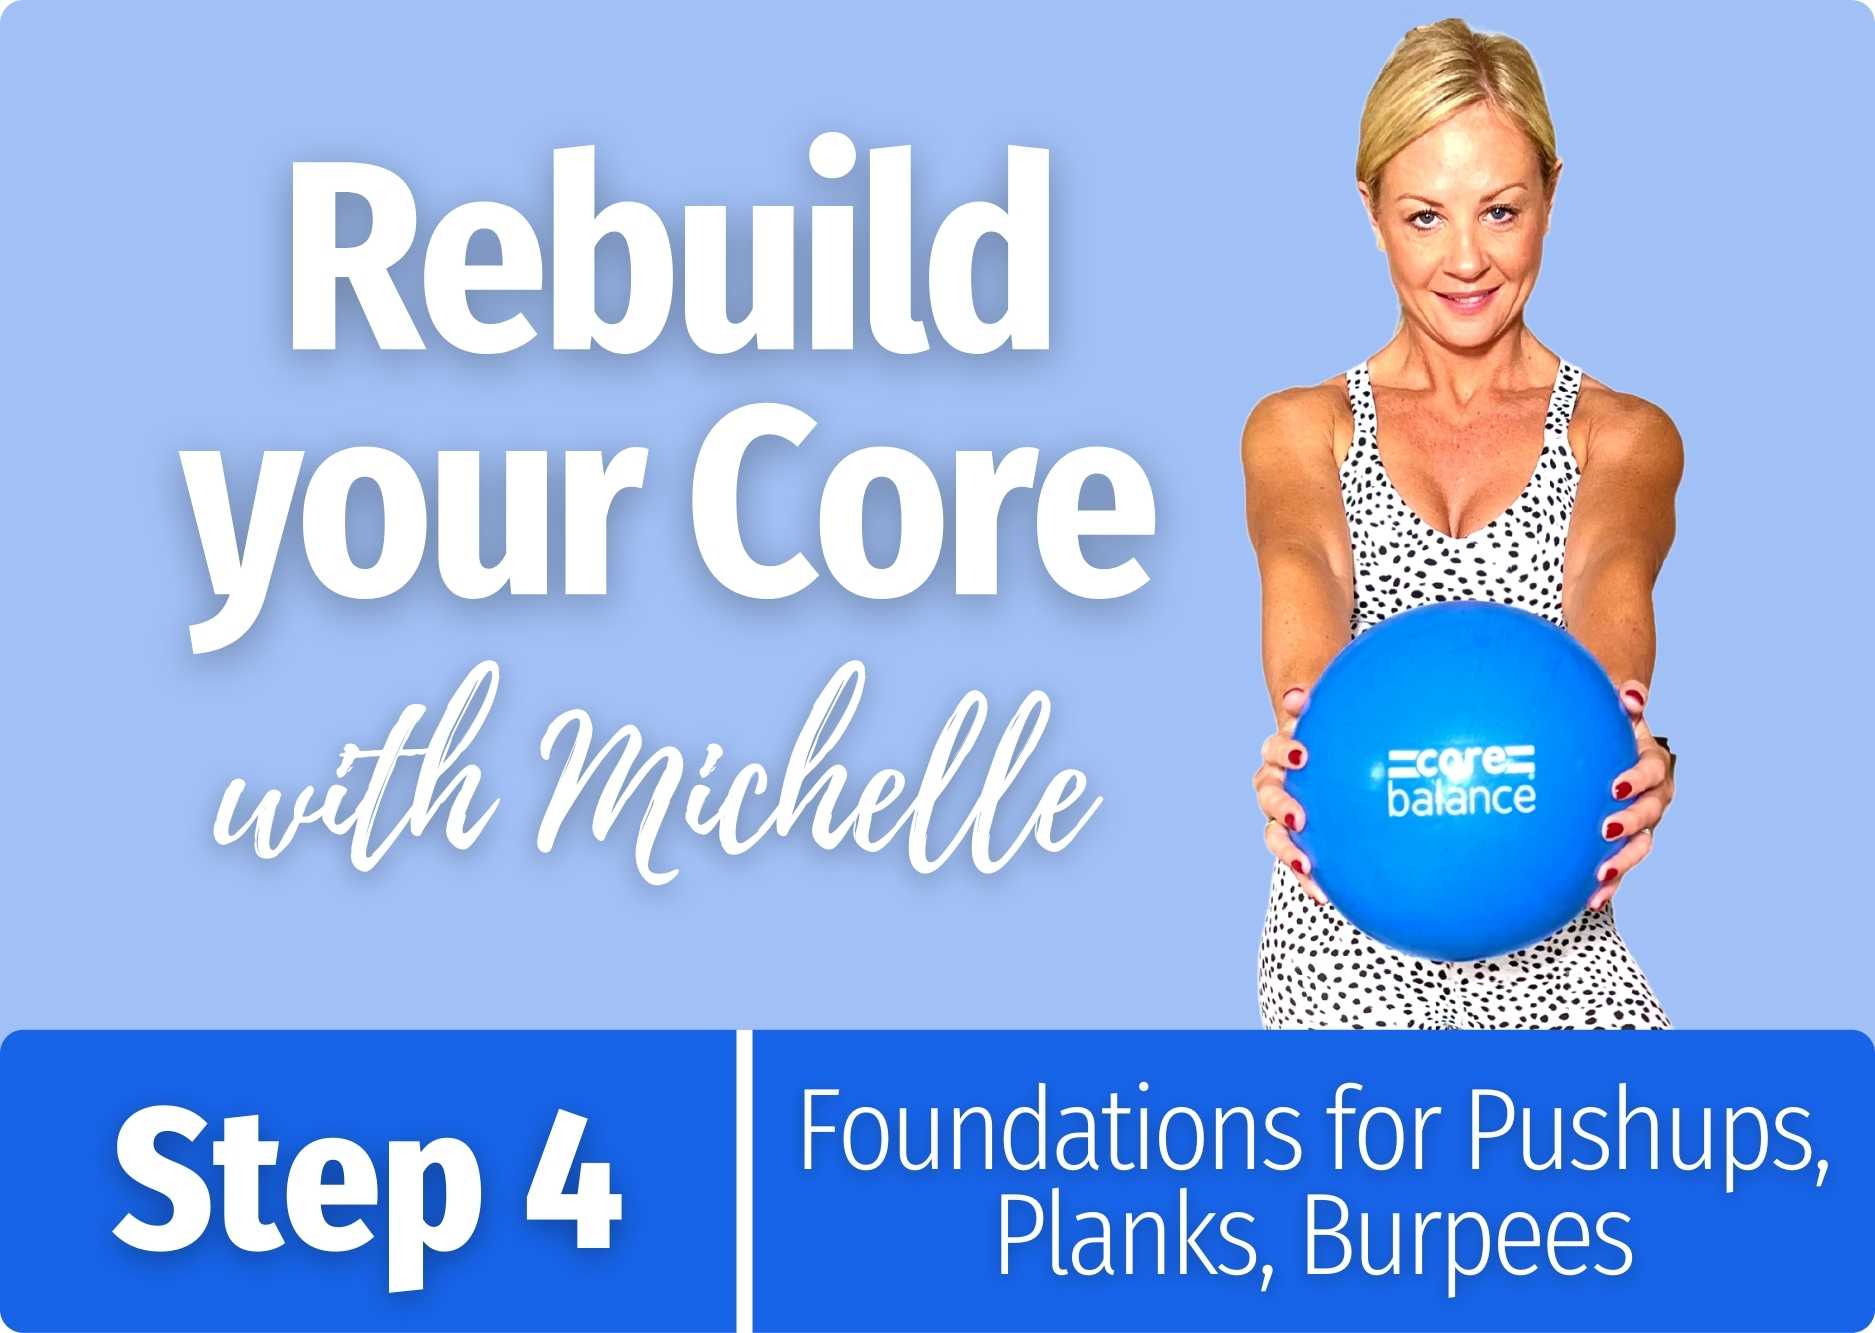 Rebuild
your Core
with Michelle
core
balance
Step 4
Foundations for Pushups,
Planks, Burpees